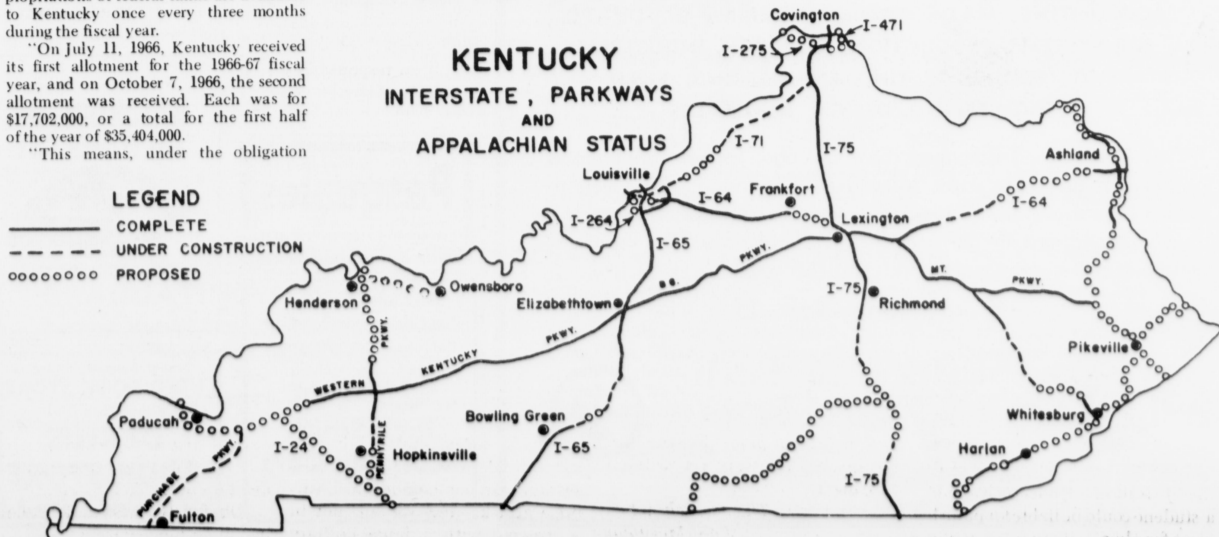 to Kentucky once every three months
during the fiscal year.
"On July 11, 1966, Kentucky received
its first allotment for the 1966-67 fiscal
year, and on October 7, 1966, the second
allotment was received. Each was for
$17,702,000, or a total for the first half
of the year of $35,404,000.
"This means, under the obligation
KENTUCKY
INTERSTATE, PARKWAYS
AND
APPALACHIAN STATUS
LEGEND
COMPLETE
UNDER CONSTRUCTION
PROPOSED
Covington
I-471
I-275
I-71
I-75
Ashland
Louisville
I-64
Frankfort
I-64
I-264
Lexington
I-65
B.G. PKWY.
MT. PKWY.
Henderson
Owensboro
Elizabethtown
I-75
Richmond
PKWY.
WESTERN KENTUCKY PKWY.
Pikeville
Paducah
Bowling Green
Whitesburg
PURCHASE PKWY.
I-24
Hopkinsville
PENNYRILE
I-65
Harlan
I-75
Fulton
a student